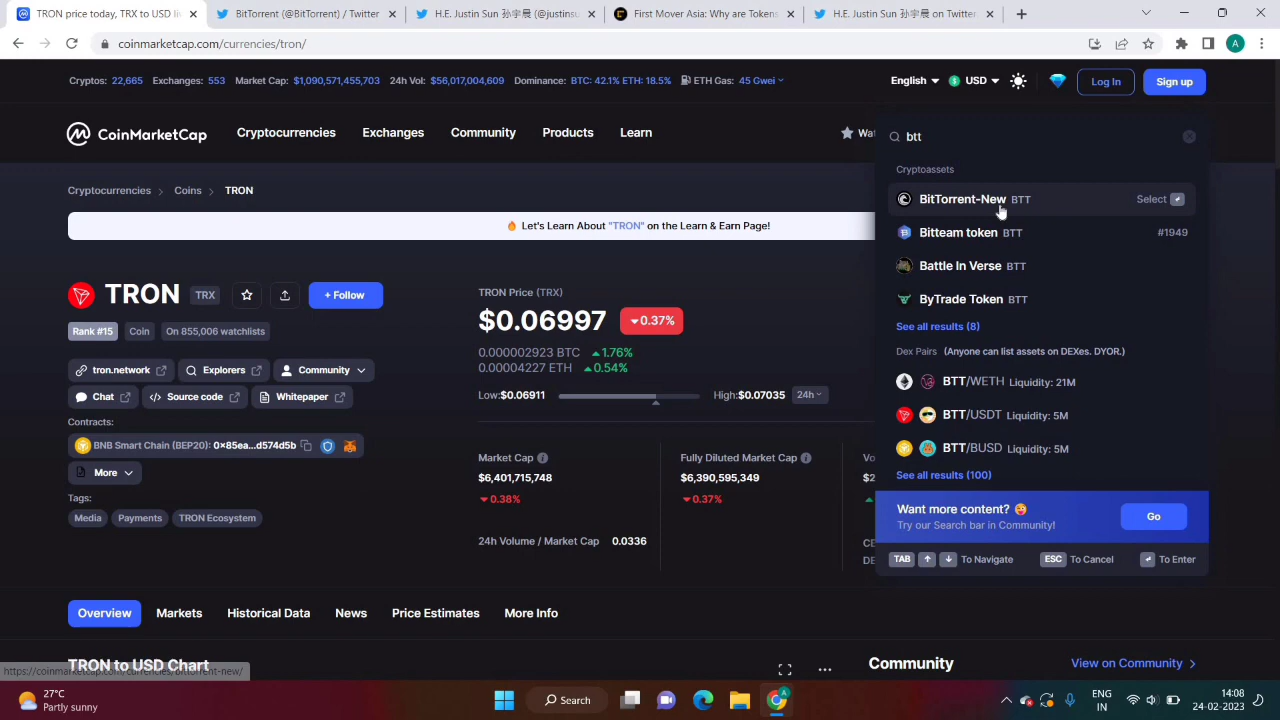 TRON price today, TRX to USD li
BitTorrent (@BitTorrent) / Twitter
H.E. Justin Sun 孙宇晨 (@justinsu
First Mover Asia: Why are Tokens
H.E. Justin Sun 孙宇晨 on Twitter
coinmarketcap.com/currencies/tron/
A
Cryptos: 22,665 Exchanges: 553 Market Cap: $1,090,571,455,703 24h Vol: $56,017,004,609 Dominance: BTC: 42.1% ETH: 18.5% ETH Gas: 45 Gwei
English USD Log In Sign up
CoinMarketCap Cryptocurrencies Exchanges Community Products Learn
btt
Cryptoassets
BitTorrent-New BTT Select
Bitteam token BTT #1949
Battle In Verse BTT
ByTrade Token BTT
See all results (8)
Dex Pairs (Anyone can list assets on DEXes. DYOR.)
BTT/WETH Liquidity: 21M
BTT/USDT Liquidity: 5M
BTT/BUSD Liquidity: 5M
See all results (100)
Want more content?
Try our Search bar in Community!
Go
TAB To Navigate ESC To Cancel To Enter
Cryptocurrencies Coins TRON
Let's Learn About "TRON" on the Learn & Earn Page!
TRON TRX + Follow
Rank #15 Coin On 855,006 watchlists
tron.network Explorers Community
Chat Source code Whitepaper
Contracts:
BNB Smart Chain (BEP20): 0x85ea...d574d5b
More
Tags:
Media Payments TRON Ecosystem
TRON Price (TRX)
$0.06997 0.37%
0.000002923 BTC 1.76%
0.00004227 ETH 0.54%
Low:$0.06911 High:$0.07035 24h
Market Cap
$6,401,715,748
0.38%
24h Volume / Market Cap 0.0336
Fully Diluted Market Cap
$6,390,595,349
0.37%
Overview Markets Historical Data News Price Estimates More Info
TRON to USD Chart
Community View on Community
https://coinmarketcap.com/currencies/bittorrent-new/
27°C
Partly sunny
Search
ENG
IN
14:08
24-02-2023